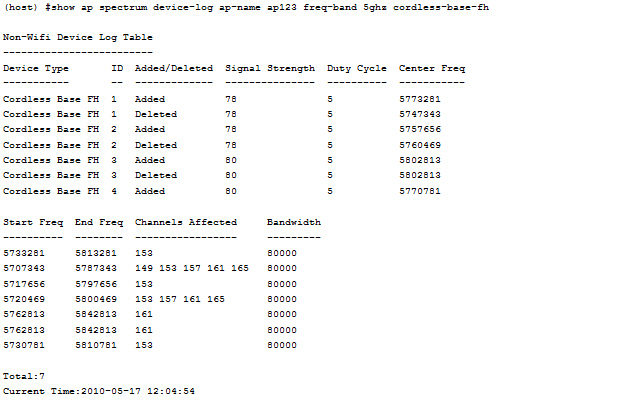 (host) #show ap spectrum device-log ap-name ap123 freq-band 5ghz cordless-base-fh
Non-Wifi Device Log Table
-------------------------
Device Type       ID  Added/Deleted  Signal Strength  Duty Cycle  Center Freq
-----------       --  -------------  ---------------  ----------  -----------
Cordless Base FH  1   Added          78               5           5773281
Cordless Base FH  1   Deleted        78               5           5747343
Cordless Base FH  2   Added          78               5           5757656
Cordless Base FH  2   Deleted        78               5           5760469
Cordless Base FH  3   Added          80               5           5802813
Cordless Base FH  3   Deleted        80               5           5802813
Cordless Base FH  4   Added          80               5           5770781
Start Freq  End Freq  Channels Affected     Bandwidth
----------  --------  -----------------     ---------
5733281     5813281   153                   80000
5707343     5787343   149 153 157 161 165   80000
5717656     5797656   153                   80000
5720469     5800469   153 157 161 165       80000
5762813     5842813   161                   80000
5762813     5842813   161                   80000
5730781     5810781   153                   80000
Total:7
Current Time:2010-05-17 12:04:54